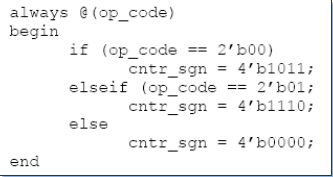 always @(op_code)
begin
if (op_code == 2'b00)
cntr_sgn = 4'b1011;
elseif (op_code == 2'b01;
cntr_sgn = 4'b1110;
else
cntr_sgn = 4'b0000;
end